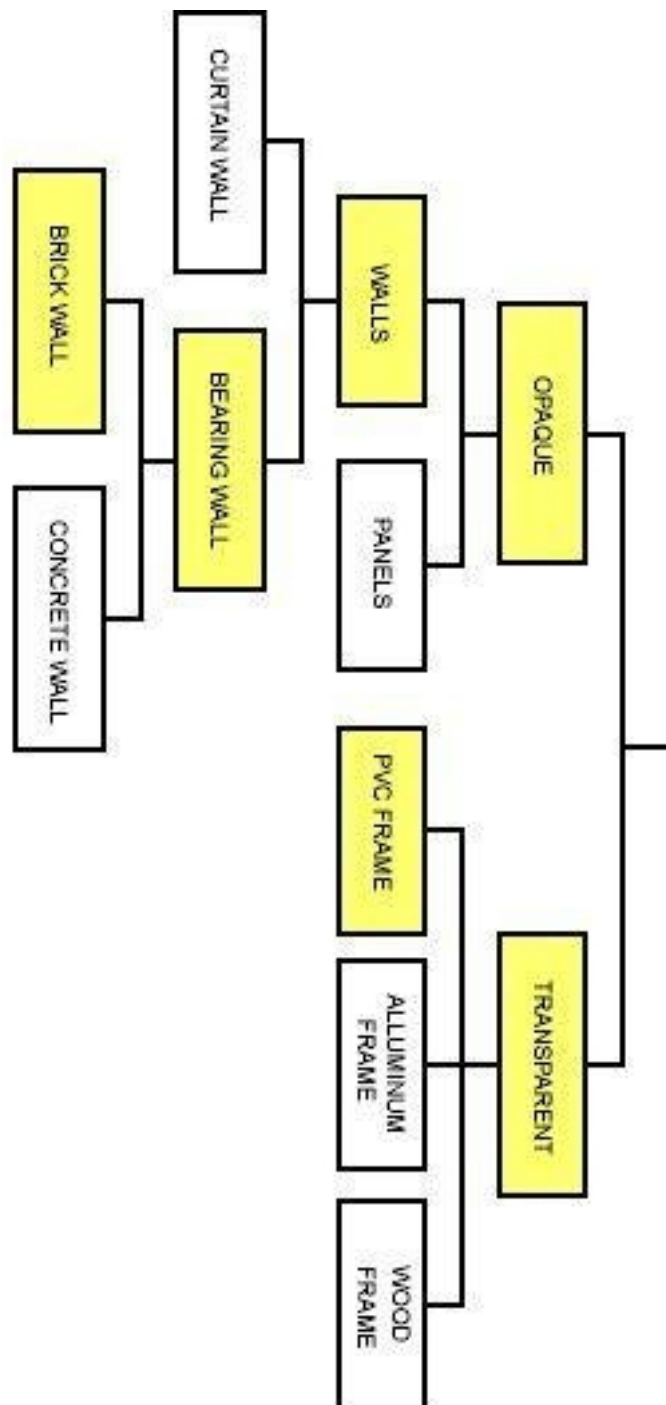 OPAQUE
TRANSPARENT
WALLS
PANELS
PVC FRAME
ALLUMINUM
FRAME
WOOD
FRAME
CURTAIN WALL
BEARING WALL
BRICK WALL
CONCRETE WALL